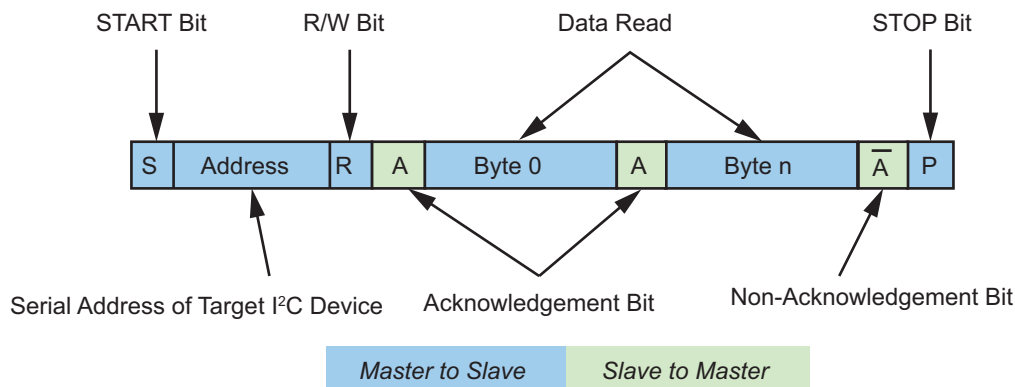 START Bit
R/W Bit
Data Read
STOP Bit
S
Address
R
A
Byte 0
A
Byte n
A̅
P
Serial Address of Target I²C Device
Acknowledgement Bit
Non-Acknowledgement Bit
Master to Slave
Slave to Master